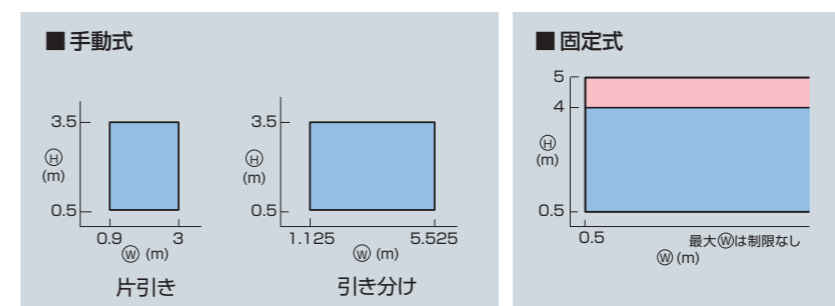 ■手動式
3.5
Ⓗ
(m)
0.5
0.9
3
Ⓦ (m)
片引き
3.5
Ⓗ
(m)
0.5
1.125
5.525
Ⓦ (m)
引き分け
■固定式
5
4
Ⓗ
(m)
0.5
0.5
最大Ⓦは制限なし
Ⓦ (m)